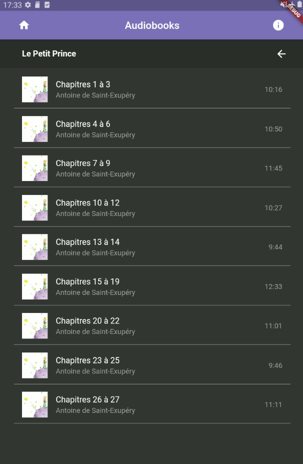 17:33
Audiobooks
Le Petit Prince
Chapitres 1 à 3
Antoine de Saint-Exupéry
10:16
Chapitres 4 à 6
Antoine de Saint-Exupéry
10:50
Chapitres 7 à 9
Antoine de Saint-Exupéry
11:45
Chapitres 10 à 12
Antoine de Saint-Exupéry
10:27
Chapitres 13 à 14
Antoine de Saint-Exupéry
9:44
Chapitres 15 à 19
Antoine de Saint-Exupéry
12:33
Chapitres 20 à 22
Antoine de Saint-Exupéry
11:01
Chapitres 23 à 25
Antoine de Saint-Exupéry
9:46
Chapitres 26 à 27
Antoine de Saint-Exupéry
11:11